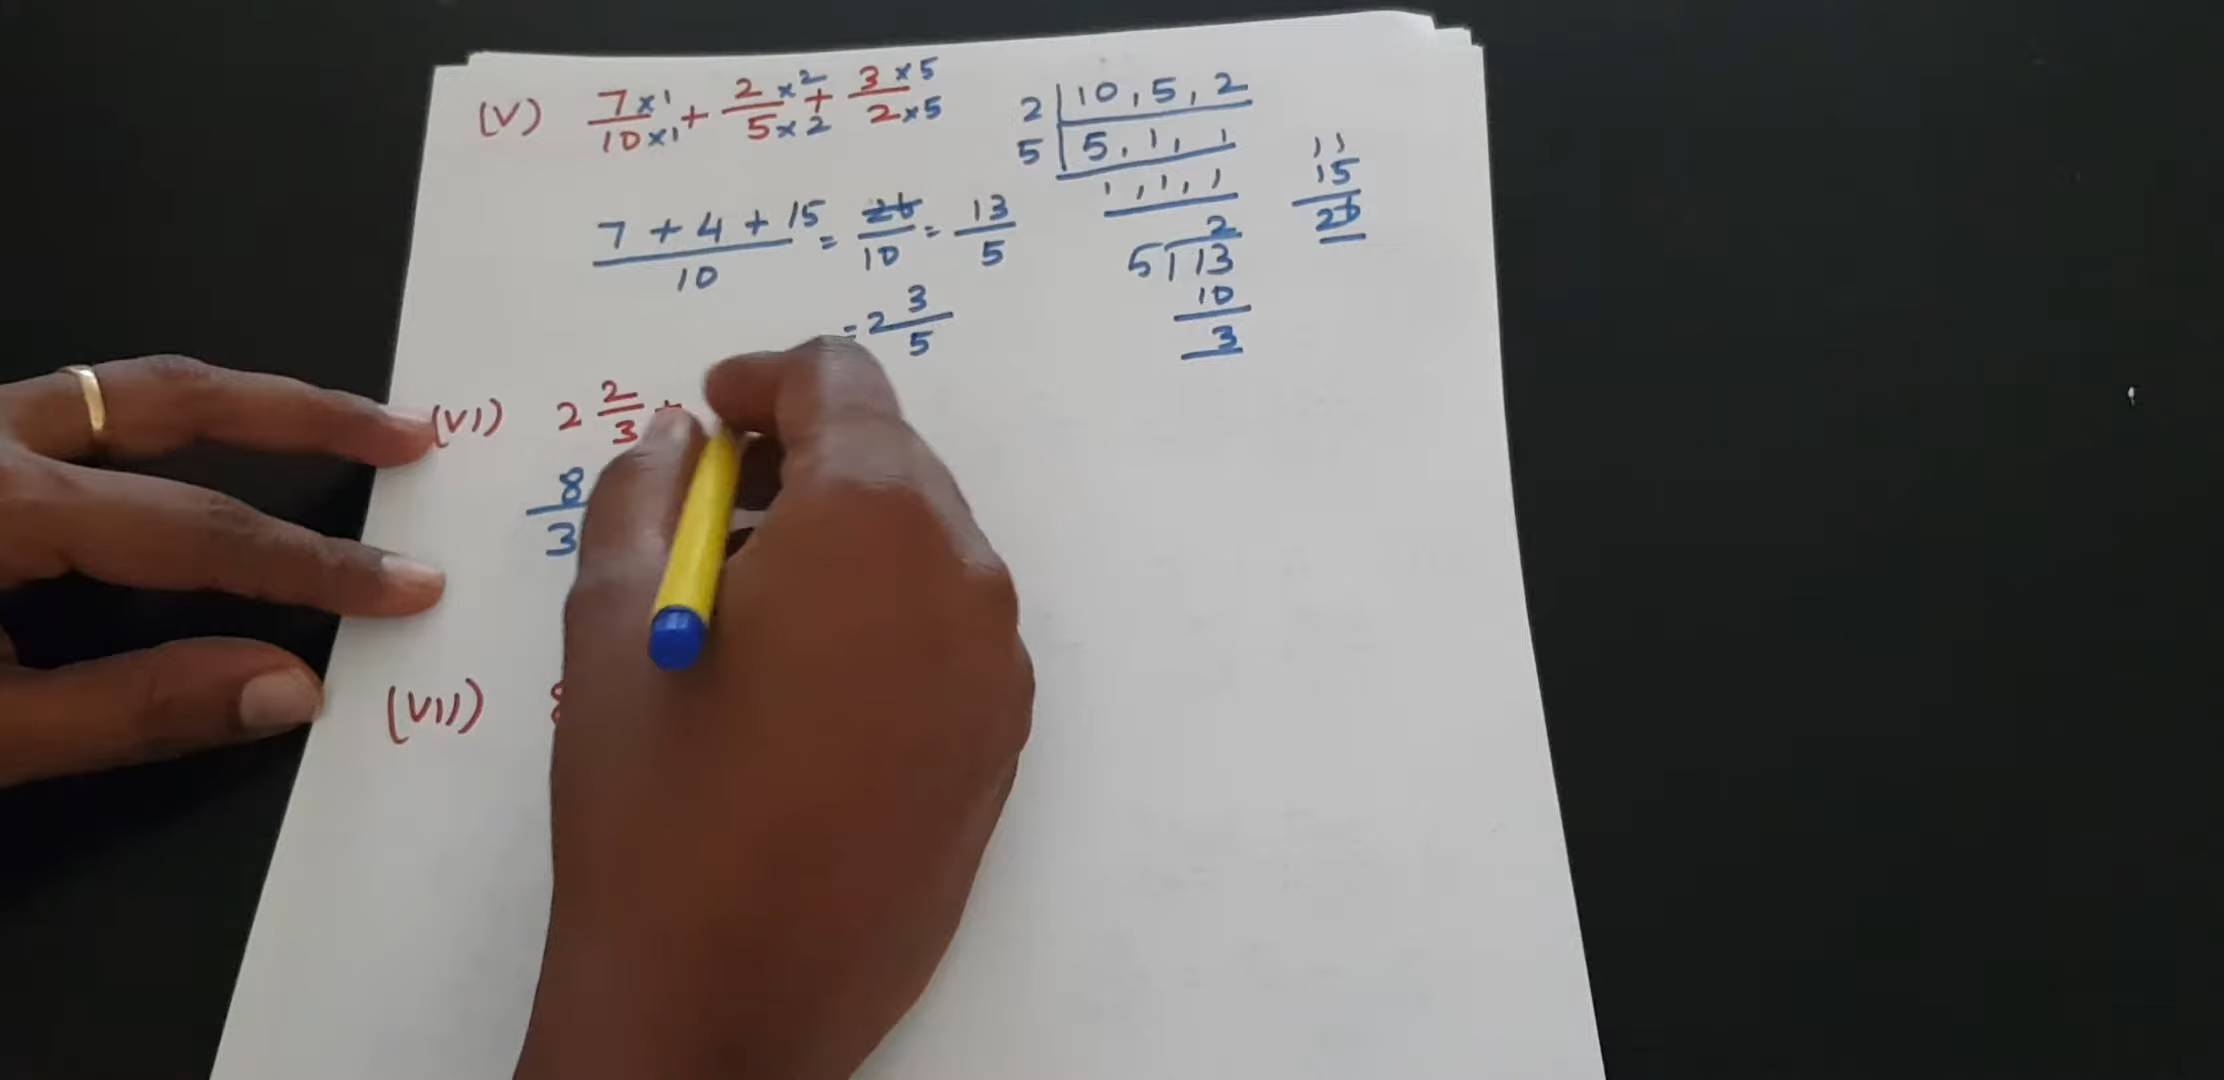 (V) 7×1/10×1 + 2×2/5×2 + 3×5/2×5
7 + 4 + 15/10 = 26/10 = 13/5
= 2 3/5
2 | 10, 5, 2
5 | 5, 1, 1
1, 1, 1
11
15
26
2
5 | 13
10
3
(VI) 2 2/3 +
8/3
(VII)